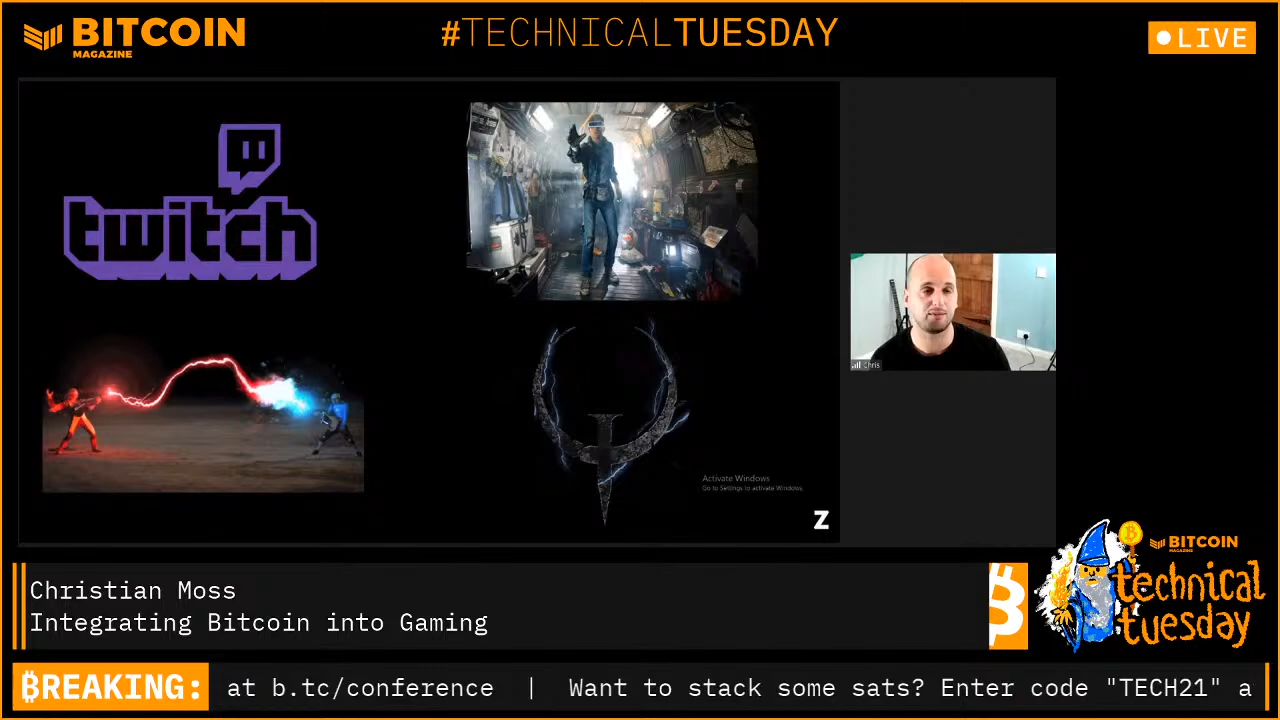 BITCOIN
MAGAZINE
#TECHNICALTUESDAY
LIVE
twitch
Chris
Activate Windows
Go to Settings to activate Windows.
Z
Christian Moss
Integrating Bitcoin into Gaming
BITCOIN
MAGAZINE
technical
tuesday
₿REAKING:
at b.tc/conference | Want to stack some sats? Enter code "TECH21" a